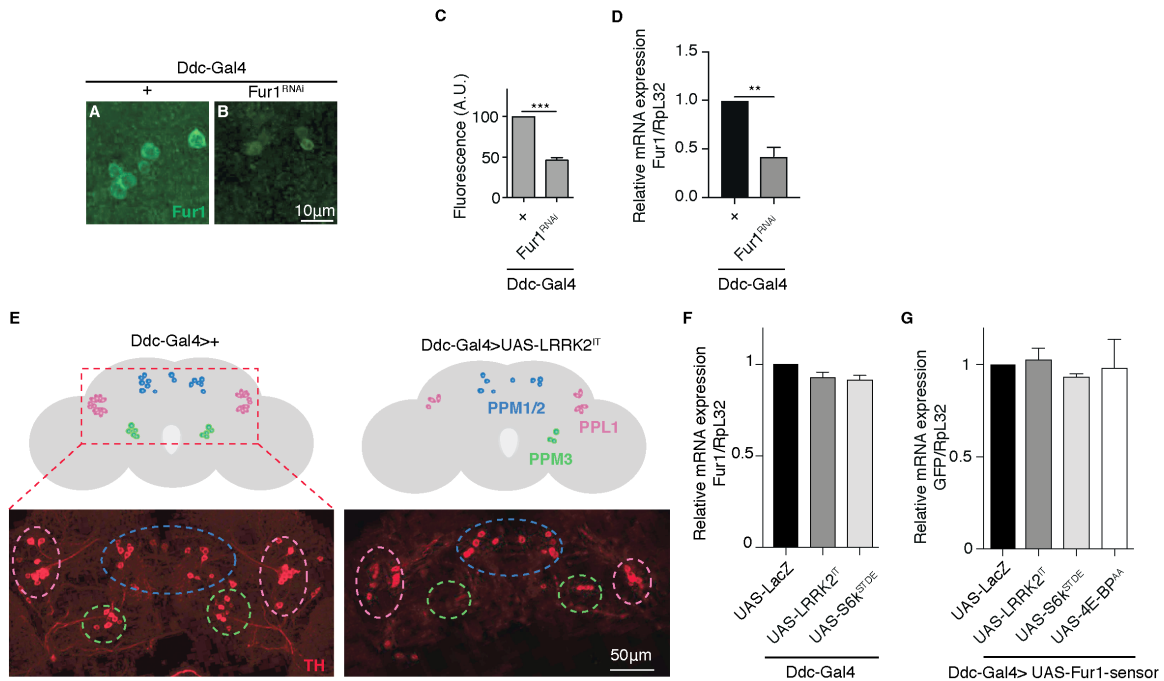 C
D
Ddc-Gal4
+
Fur1RNAi
A
B
Fur1
10µm
Fluorescence (A.U.)
100
50
0
***
+
Fur1RNAi
Ddc-Gal4
Relative mRNA expression
Fur1/RpL32
1.5
1.0
0.5
0.0
**
+
Fur1RNAi
Ddc-Gal4
E
Ddc-Gal4>+
Ddc-Gal4>UAS-LRRK2IT
PPM1/2
PPL1
PPM3
TH
50µm
F
Relative mRNA expression
Fur1/RpL32
1
0.5
0
UAS-LacZ
UAS-LRRK2IT
UAS-S6kSTDE
Ddc-Gal4
G
Relative mRNA expression
GFP/RpL32
1
0.5
0
UAS-LacZ
UAS-LRRK2IT
UAS-S6kSTDE
UAS-4E-BPAA
Ddc-Gal4> UAS-Fur1-sensor